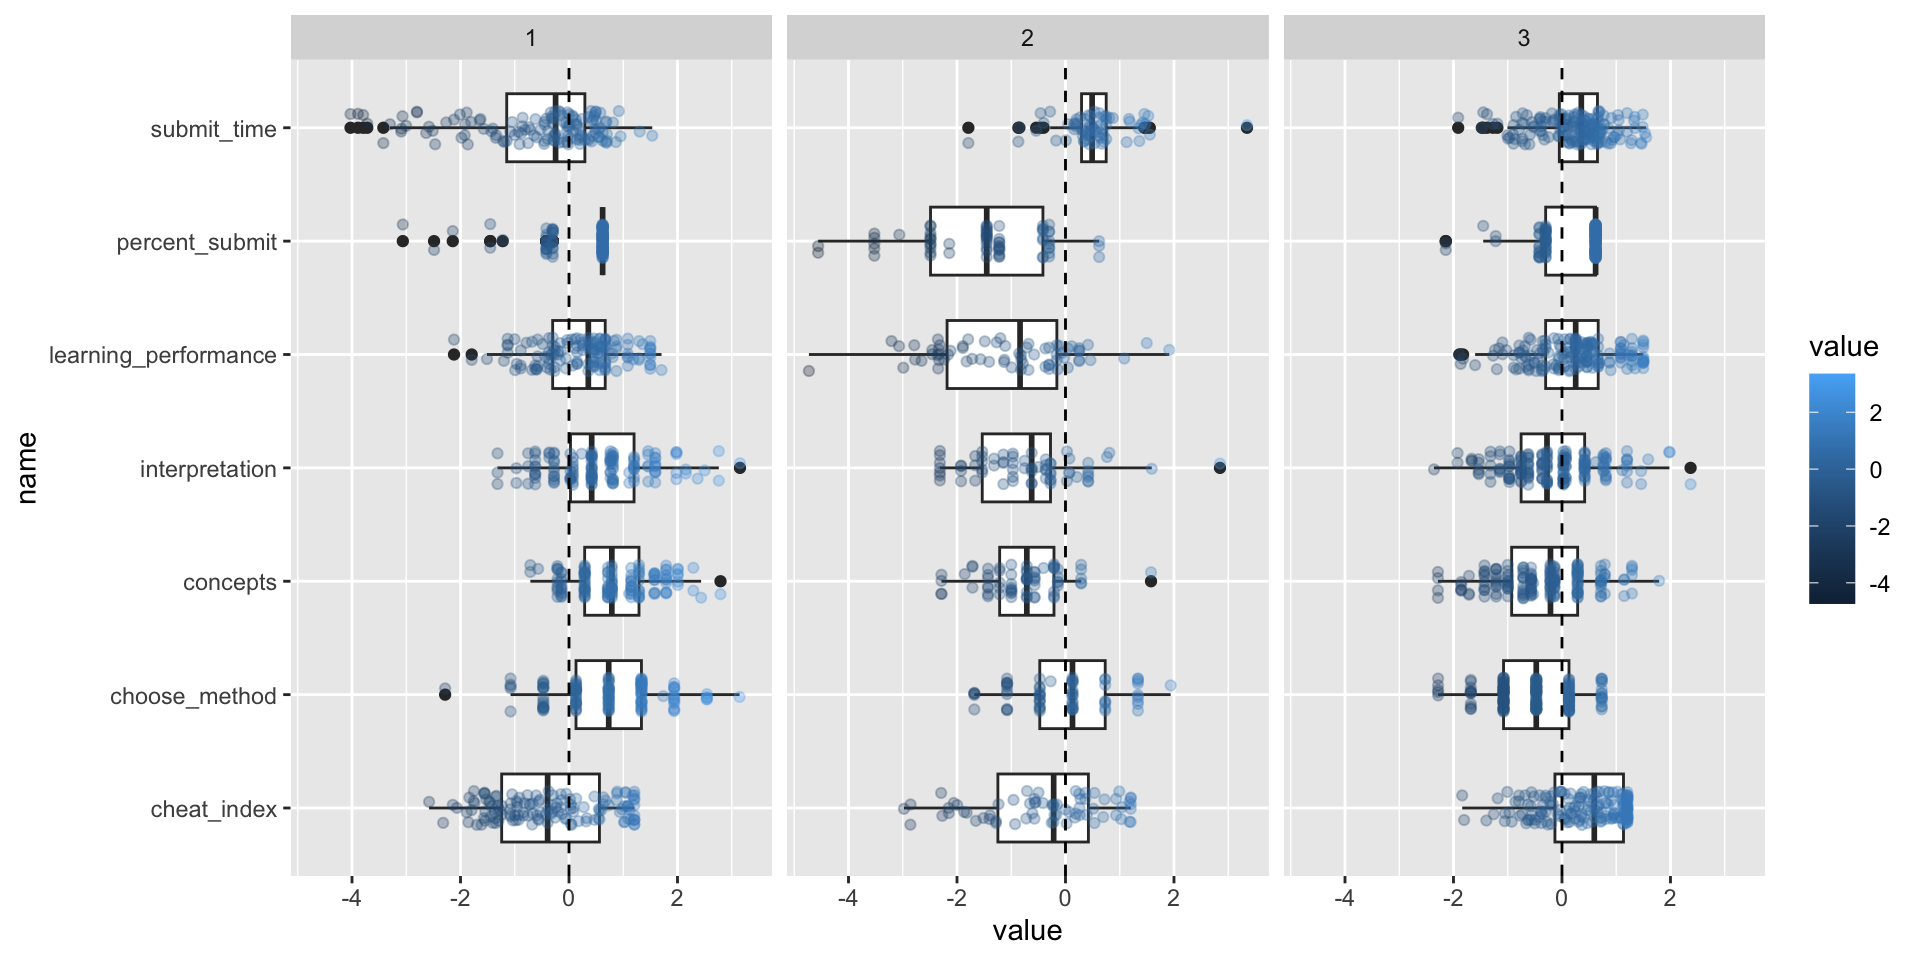 1 2 3
submit_time
percent_submit
learning_performance
interpretation
concepts
choose_method
cheat_index
name
-4 -2 0 2 -4 -2 0 2 -4 -2 0 2
value
value
2
0
-2
-4